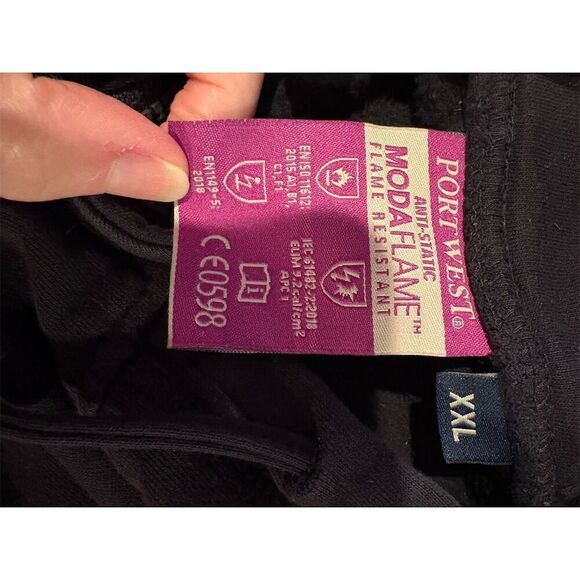 PORTWEST®
ANTI-STATIC
MODAFLAME™
FLAME RESISTANT
EN ISO 11612:
2015 A1, B1,
C1, F1
IEC 61482-2:2018
ELIM 9.2 cal/cm²
APC 1
EN1149-5:
2018
CE0598
XXL